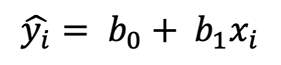 ŷᵢ = b₀ + b₁xᵢ